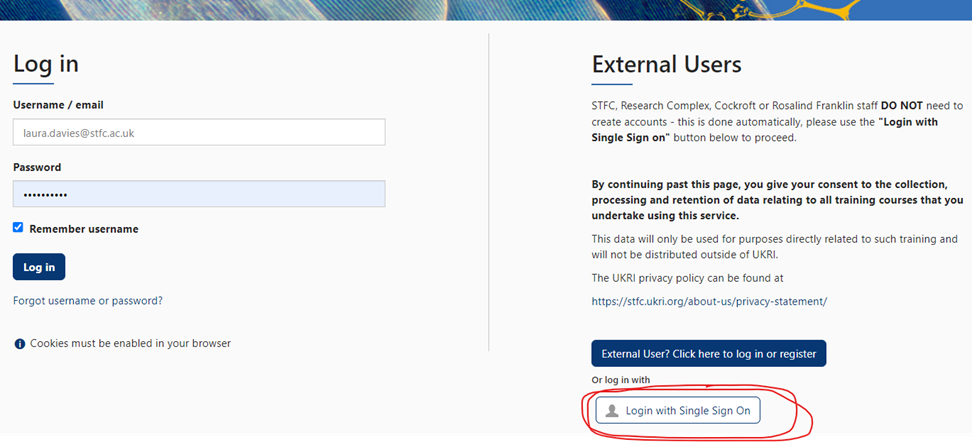 Log in
Username / email
laura.davies@stfc.ac.uk
Password
••••••••••
Remember username
Log in
Forgot username or password?
Cookies must be enabled in your browser
External Users
STFC, Research Complex, Cockroft or Rosalind Franklin staff DO NOT need to
create accounts - this is done automatically, please use the "Login with
Single Sign on" button below to proceed.
By continuing past this page, you give your consent to the collection,
processing and retention of data relating to all training courses that you
undertake using this service.
This data will only be used for purposes directly related to such training and
will not be distributed outside of UKRI.
The UKRI privacy policy can be found at
https://stfc.ukri.org/about-us/privacy-statement/
External User? Click here to log in or register
Or log in with
Login with Single Sign On